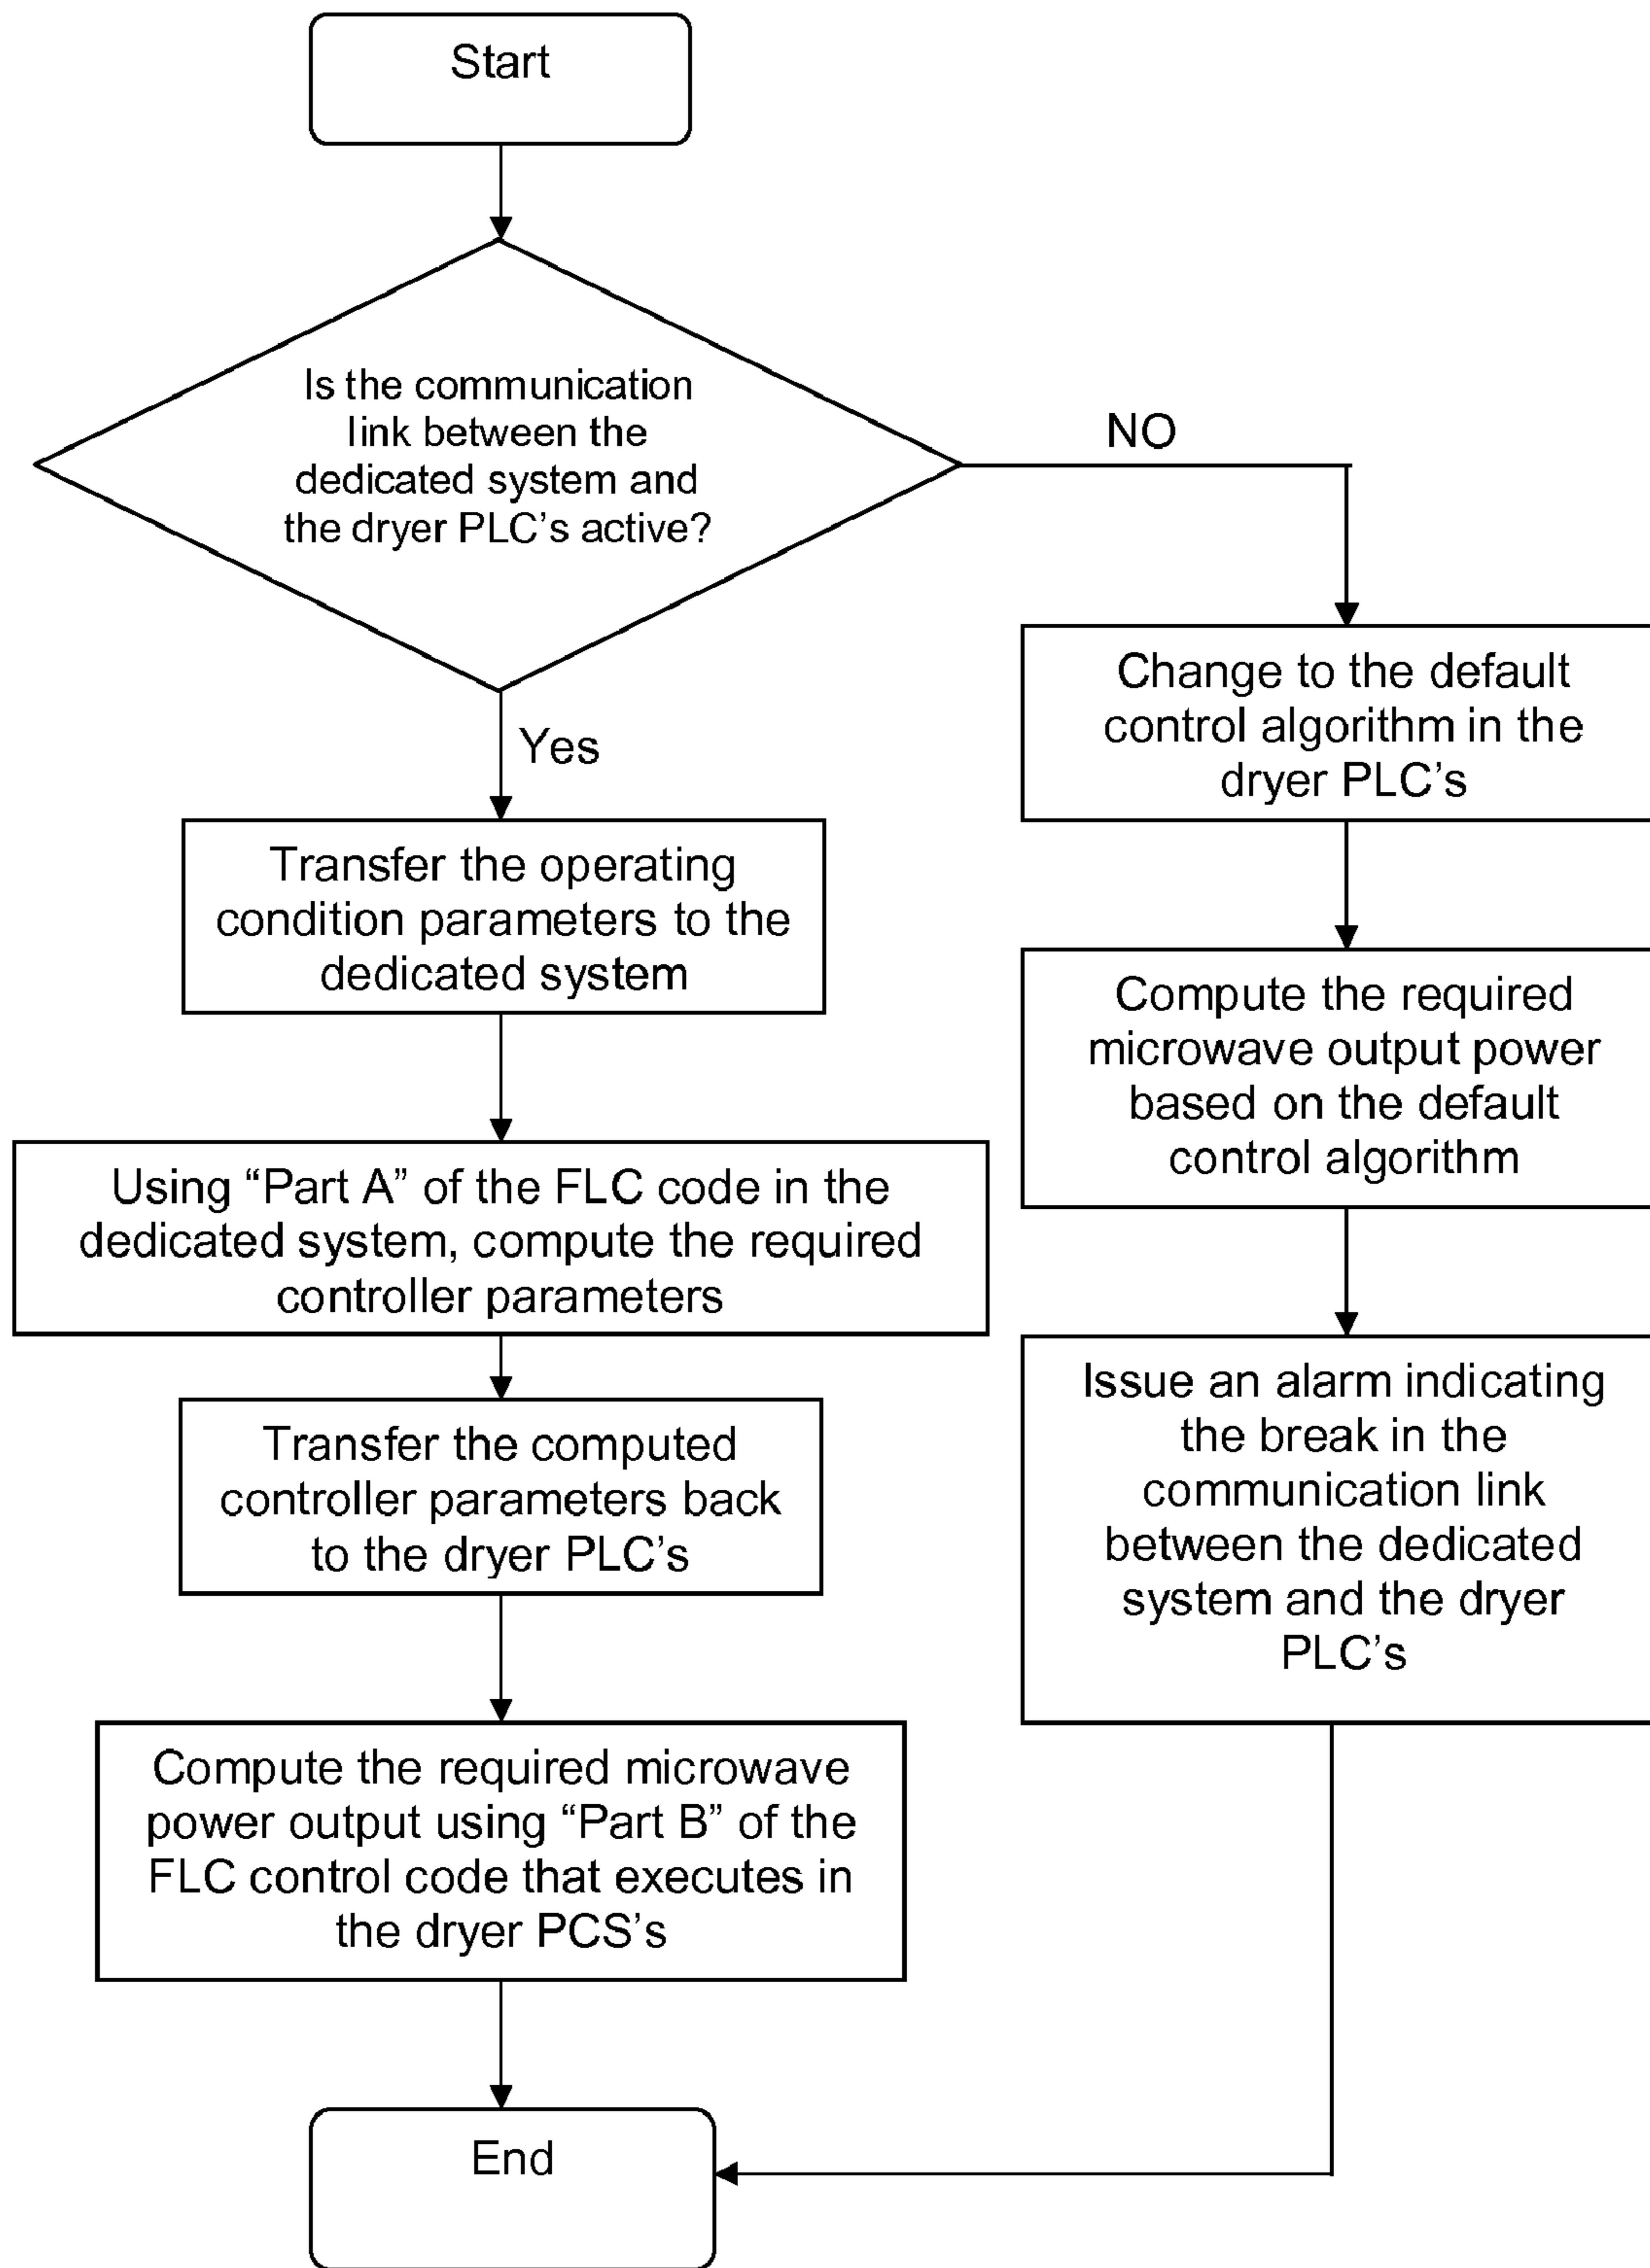 Start
Is the communication
link between the
dedicated system and
the dryer PLC’s active?
NO
Yes
Transfer the operating
condition parameters to the
dedicated system
Using “Part A” of the FLC code in the
dedicated system, compute the required
controller parameters
Transfer the computed
controller parameters back
to the dryer PLC’s
Compute the required microwave
power output using “Part B” of the
FLC control code that executes in
the dryer PCS’s
End
Change to the default
control algorithm in the
dryer PLC’s
Compute the required
microwave output power
based on the default
control algorithm
Issue an alarm indicating
the break in the
communication link
between the dedicated
system and the dryer
PLC’s